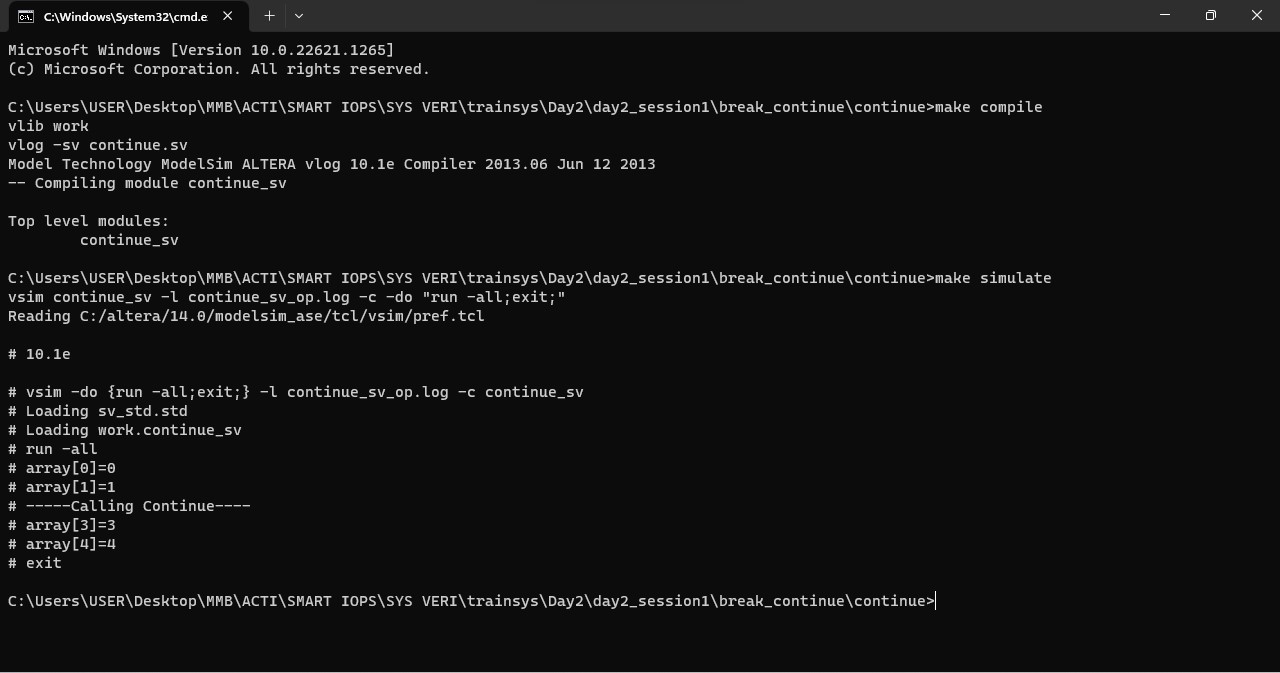 C:\Windows\System32\cmd.e
Microsoft Windows [Version 10.0.22621.1265]
(c) Microsoft Corporation. All rights reserved.
C:\Users\USER\Desktop\MMB\ACTI\SMART IOPS\SYS VERI\trainsys\Day2\day2_session1\break_continue\continue>make compile
vlib work
vlog -sv continue.sv
Model Technology ModelSim ALTERA vlog 10.1e Compiler 2013.06 Jun 12 2013
-- Compiling module continue_sv
Top level modules:
        continue_sv
C:\Users\USER\Desktop\MMB\ACTI\SMART IOPS\SYS VERI\trainsys\Day2\day2_session1\break_continue\continue>make simulate
vsim continue_sv -l continue_sv_op.log -c -do "run -all;exit;"
Reading C:/altera/14.0/modelsim_ase/tcl/vsim/pref.tcl
# 10.1e
# vsim -do {run -all;exit;} -l continue_sv_op.log -c continue_sv
# Loading sv_std.std
# Loading work.continue_sv
# run -all
# array[0]=0
# array[1]=1
# -----Calling Continue----
# array[3]=3
# array[4]=4
# exit
C:\Users\USER\Desktop\MMB\ACTI\SMART IOPS\SYS VERI\trainsys\Day2\day2_session1\break_continue\continue>